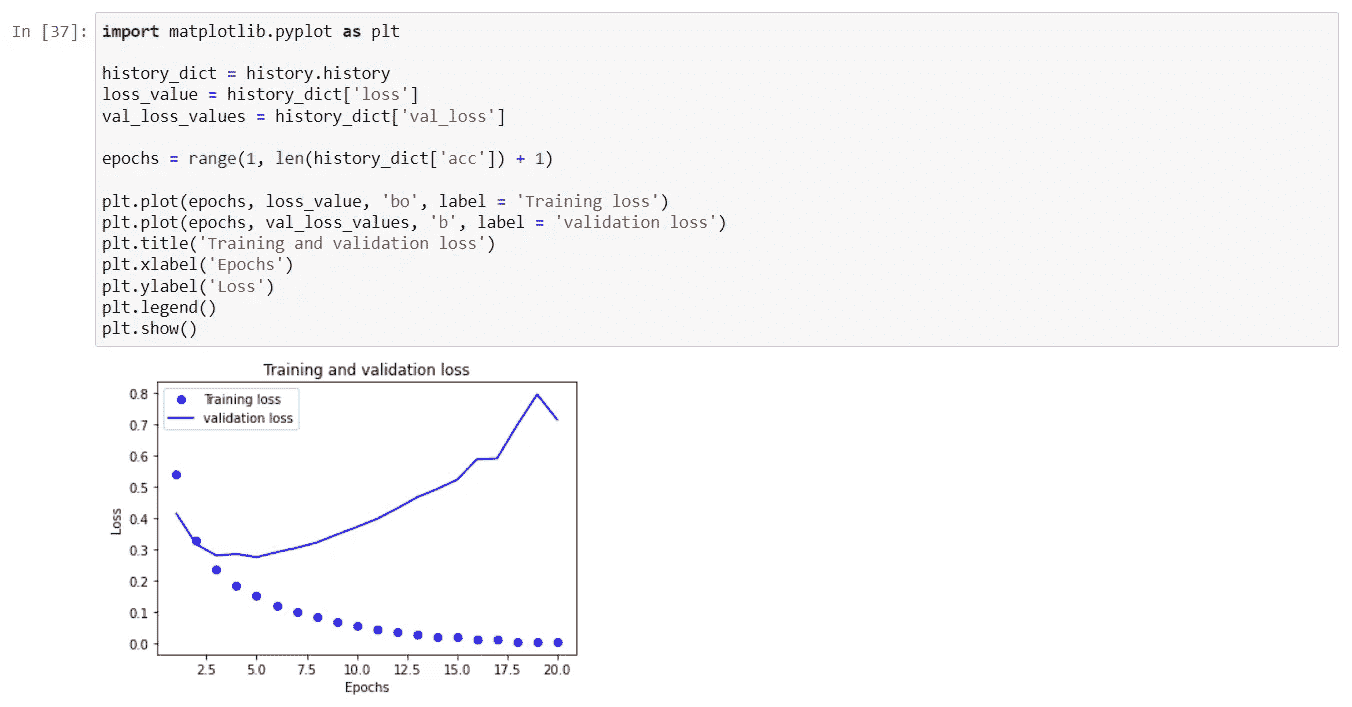 In [37]: import matplotlib.pyplot as plt
history_dict = history.history
loss_value = history_dict['loss']
val_loss_values = history_dict['val_loss']
epochs = range(1, len(history_dict['acc']) + 1)
plt.plot(epochs, loss_value, 'bo', label = 'Training loss')
plt.plot(epochs, val_loss_values, 'b', label = 'validation loss')
plt.title('Training and validation loss')
plt.xlabel('Epochs')
plt.ylabel('Loss')
plt.legend()
plt.show()
Training and validation loss
Training loss
validation loss
0.8
0.7
0.6
0.5
0.4
0.3
0.2
0.1
0.0
Loss
2.5 5.0 7.5 10.0 12.5 15.0 17.5 20.0
Epochs